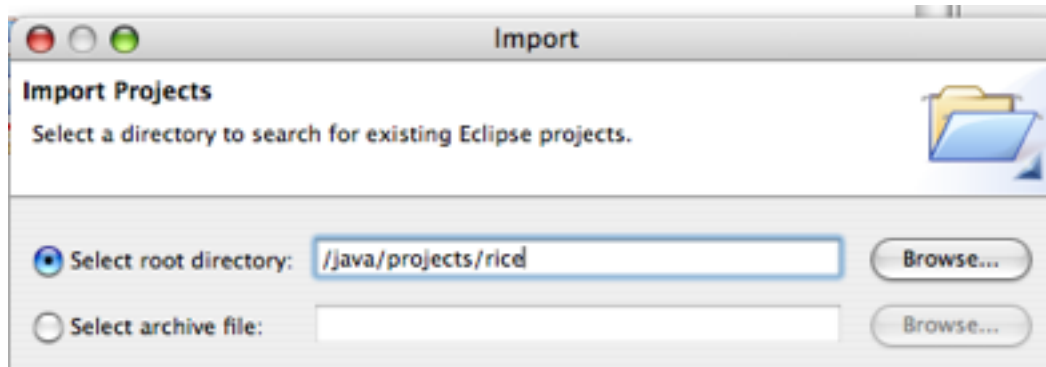 Import
Import Projects
Select a directory to search for existing Eclipse projects.
Select root directory: /java/projects/rice Browse...
Select archive file: Browse...